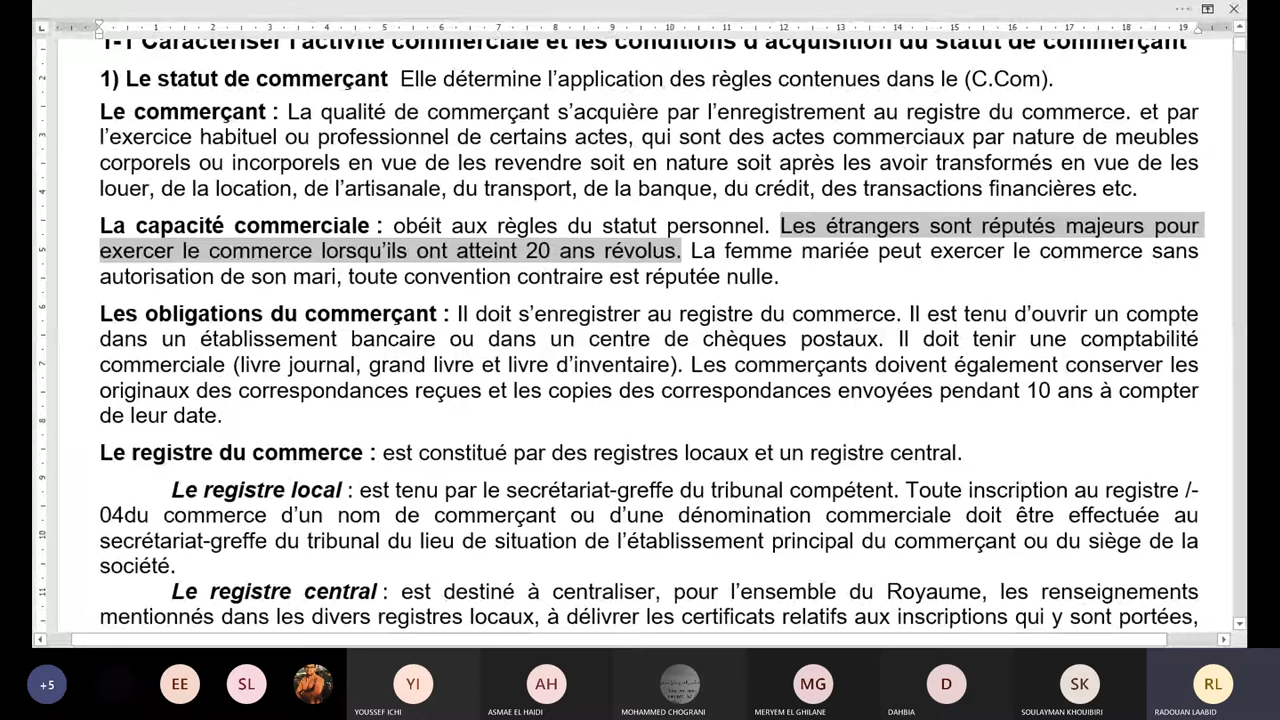 1-1 Caractériser l'activité commerciale et les conditions d'acquisition du statut de commerçant
1) Le statut de commerçant Elle détermine l'application des règles contenues dans le (C.Com).
Le commerçant : La qualité de commerçant s'acquière par l'enregistrement au registre du commerce. et par
l'exercice habituel ou professionnel de certains actes, qui sont des actes commerciaux par nature de meubles
corporels ou incorporels en vue de les revendre soit en nature soit après les avoir transformés en vue de les
louer, de la location, de l'artisanale, du transport, de la banque, du crédit, des transactions financières etc.
La capacité commerciale : obéit aux règles du statut personnel. Les étrangers sont réputés majeurs pour
exercer le commerce lorsqu'ils ont atteint 20 ans révolus. La femme mariée peut exercer le commerce sans
autorisation de son mari, toute convention contraire est réputée nulle.
Les obligations du commerçant : Il doit s'enregistrer au registre du commerce. Il est tenu d'ouvrir un compte
dans un établissement bancaire ou dans un centre de chèques postaux. Il doit tenir une comptabilité
commerciale (livre journal, grand livre et livre d'inventaire). Les commerçants doivent également conserver les
originaux des correspondances reçues et les copies des correspondances envoyées pendant 10 ans à compter
de leur date.
Le registre du commerce : est constitué par des registres locaux et un registre central.
Le registre local : est tenu par le secrétariat-greffe du tribunal compétent. Toute inscription au registre /-
04du commerce d'un nom de commerçant ou d'une dénomination commerciale doit être effectuée au
secrétariat-greffe du tribunal du lieu de situation de l'établissement principal du commerçant ou du siège de la
société.
Le registre central : est destiné à centraliser, pour l'ensemble du Royaume, les renseignements
mentionnés dans les divers registres locaux, à délivrer les certificats relatifs aux inscriptions qui y sont portées,
+5 EE SL YI AH MG D SK RL
YOUSSEF ICHI ASMAE EL HAIDI MOHAMMED CHOGRANI MERYEM EL GHILANE DAHBIA SOULAYMAN KHOUIBIRI RADOUAN LAABID